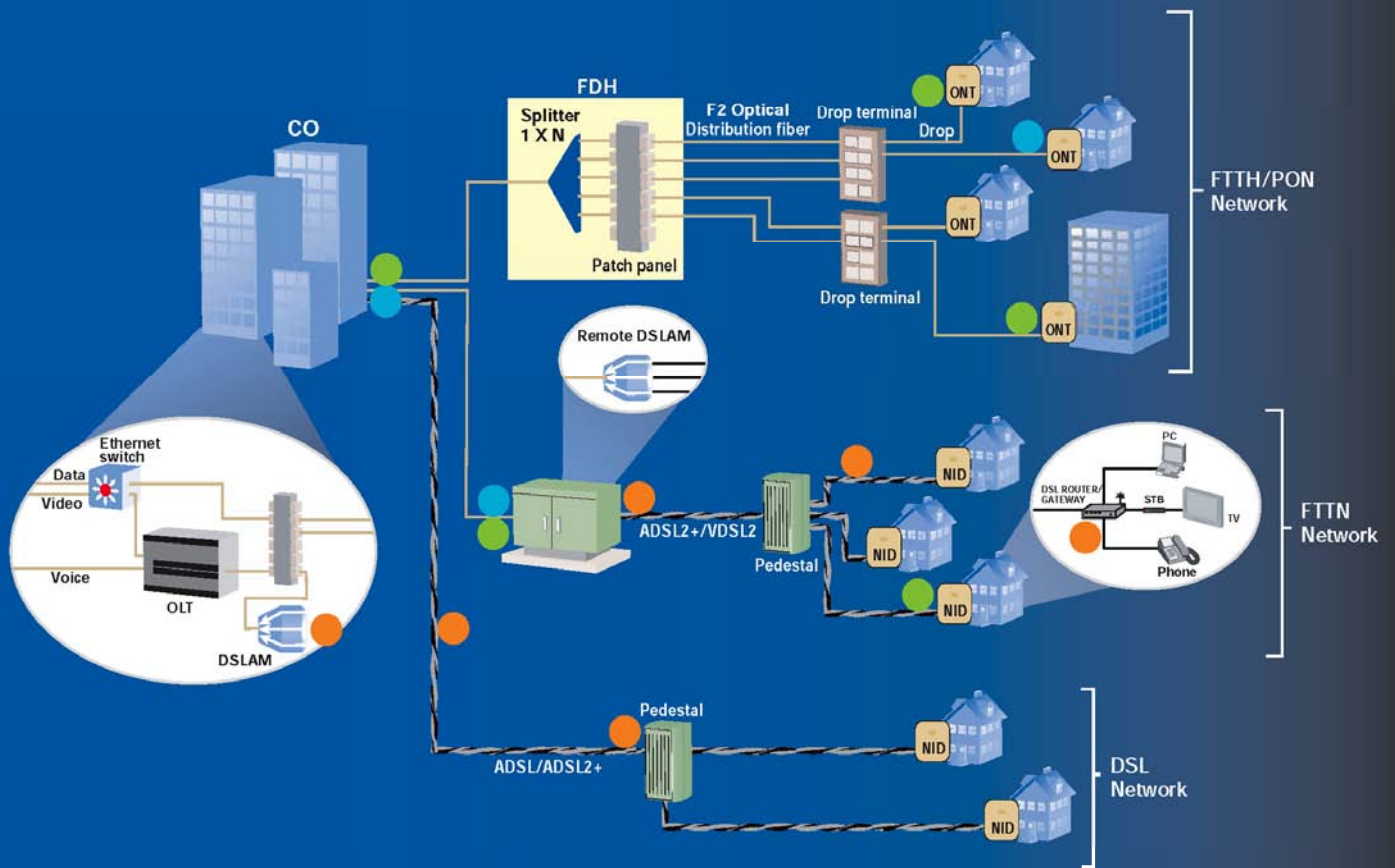 CO
FDH
Splitter
1 X N
Patch panel
F2 Optical
Distribution fiber
Drop terminal
Drop
Drop terminal
ONT
ONT
ONT
ONT
FTTH/PON
Network
Remote DSLAM
Ethernet
switch
Data
Video
Voice
OLT
DSLAM
ADSL2+/VDSL2
Pedestal
NID
NID
NID
PC
DSL ROUTER/
GATEWAY
STB
TV
Phone
FTTN
Network
Pedestal
ADSL/ADSL2+
NID
NID
DSL
Network